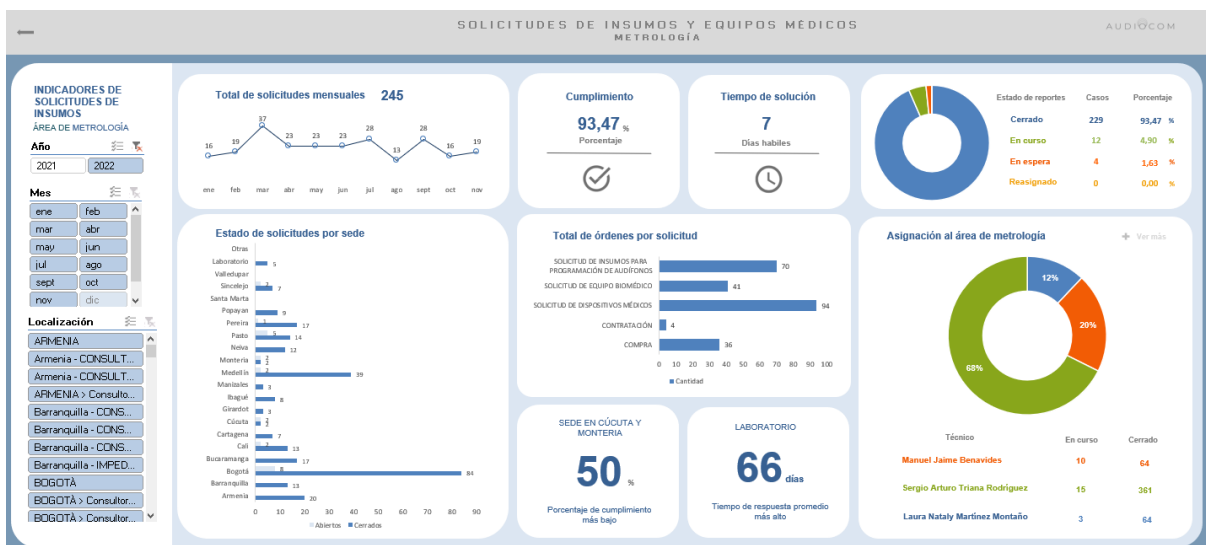 SOLICITUDES DE INSUMOS Y EQUIPOS MÉDICOS
METROLOGÍA
AUDIOCOM
INDICADORES DE
SOLICITUDES DE
INSUMOS
ÁREA DE METROLOGÍA
Año
2021 2022
Mes
ene feb
mar abr
may jun
jul ago
sept oct
nov dic
Localización
ARMENIA
Armenia - CONSULT...
Armenia - CONSULT...
ARMENIA > Consulto...
Barranquilla - CONS...
Barranquilla - CONS...
Barranquilla - CONS...
Barranquilla - IMPED...
BOGOTÀ
BOGOTÀ > Consultor...
BOGOTÀ > Consultor...
Total de solicitudes mensuales 245
16 19 37 23 23 23 28 13 28 16 19
ene feb mar abr may jun jul ago sept oct nov
Cumplimiento
93,47 %
Porcentaje
Tiempo de solución
7
Días habiles
Estado de reportes Casos Porcentaje
Cerrado 229 93,47 %
En curso 12 4,90 %
En espera 4 1,63 %
Reasignado 0 0,00 %
Estado de solicitudes por sede
Otras
Laboratorio 5
Valledupar
Sincelejo 7
Santa Marta
Popayan 9
Pereira 1 17
Pasto 5 14
Neiva 12
Monteria 2 2
Medellín 39
Manizales 3
Ibagué 8
Girardot 3
Cúcuta 2 2
Cartagena 7
Cali 2 13
Bucaramanga 17
Bogotá 8 84
Barranquilla 13
Armenia 20
0 10 20 30 40 50 60 70 80 90
Abiertos Cerrados
Total de órdenes por solicitud
SOLICITUD DE INSUMOS PARA
PROGRAMACIÓN DE AUDÍFONOS 70
SOLICITUD DE EQUIPO BIOMÉDICO 41
SOLICITUD DE DISPOSITIVOS MÉDICOS 94
CONTRATACIÓN 4
COMPRA 36
0 10 20 30 40 50 60 70 80 90 100
Cantidad
SEDE EN CÚCUTA Y
MONTERIA
50 %
Porcentaje de cumplimiento
más bajo
LABORATORIO
66 días
Tiempo de respuesta promedio
más alto
Asignación al área de metrología
Ver más
12%
20%
68%
Técnico En curso Cerrado
Manuel Jaime Benavides 10 64
Sergio Arturo Triana Rodríguez 15 361
Laura Nataly Martínez Montaño 3 64